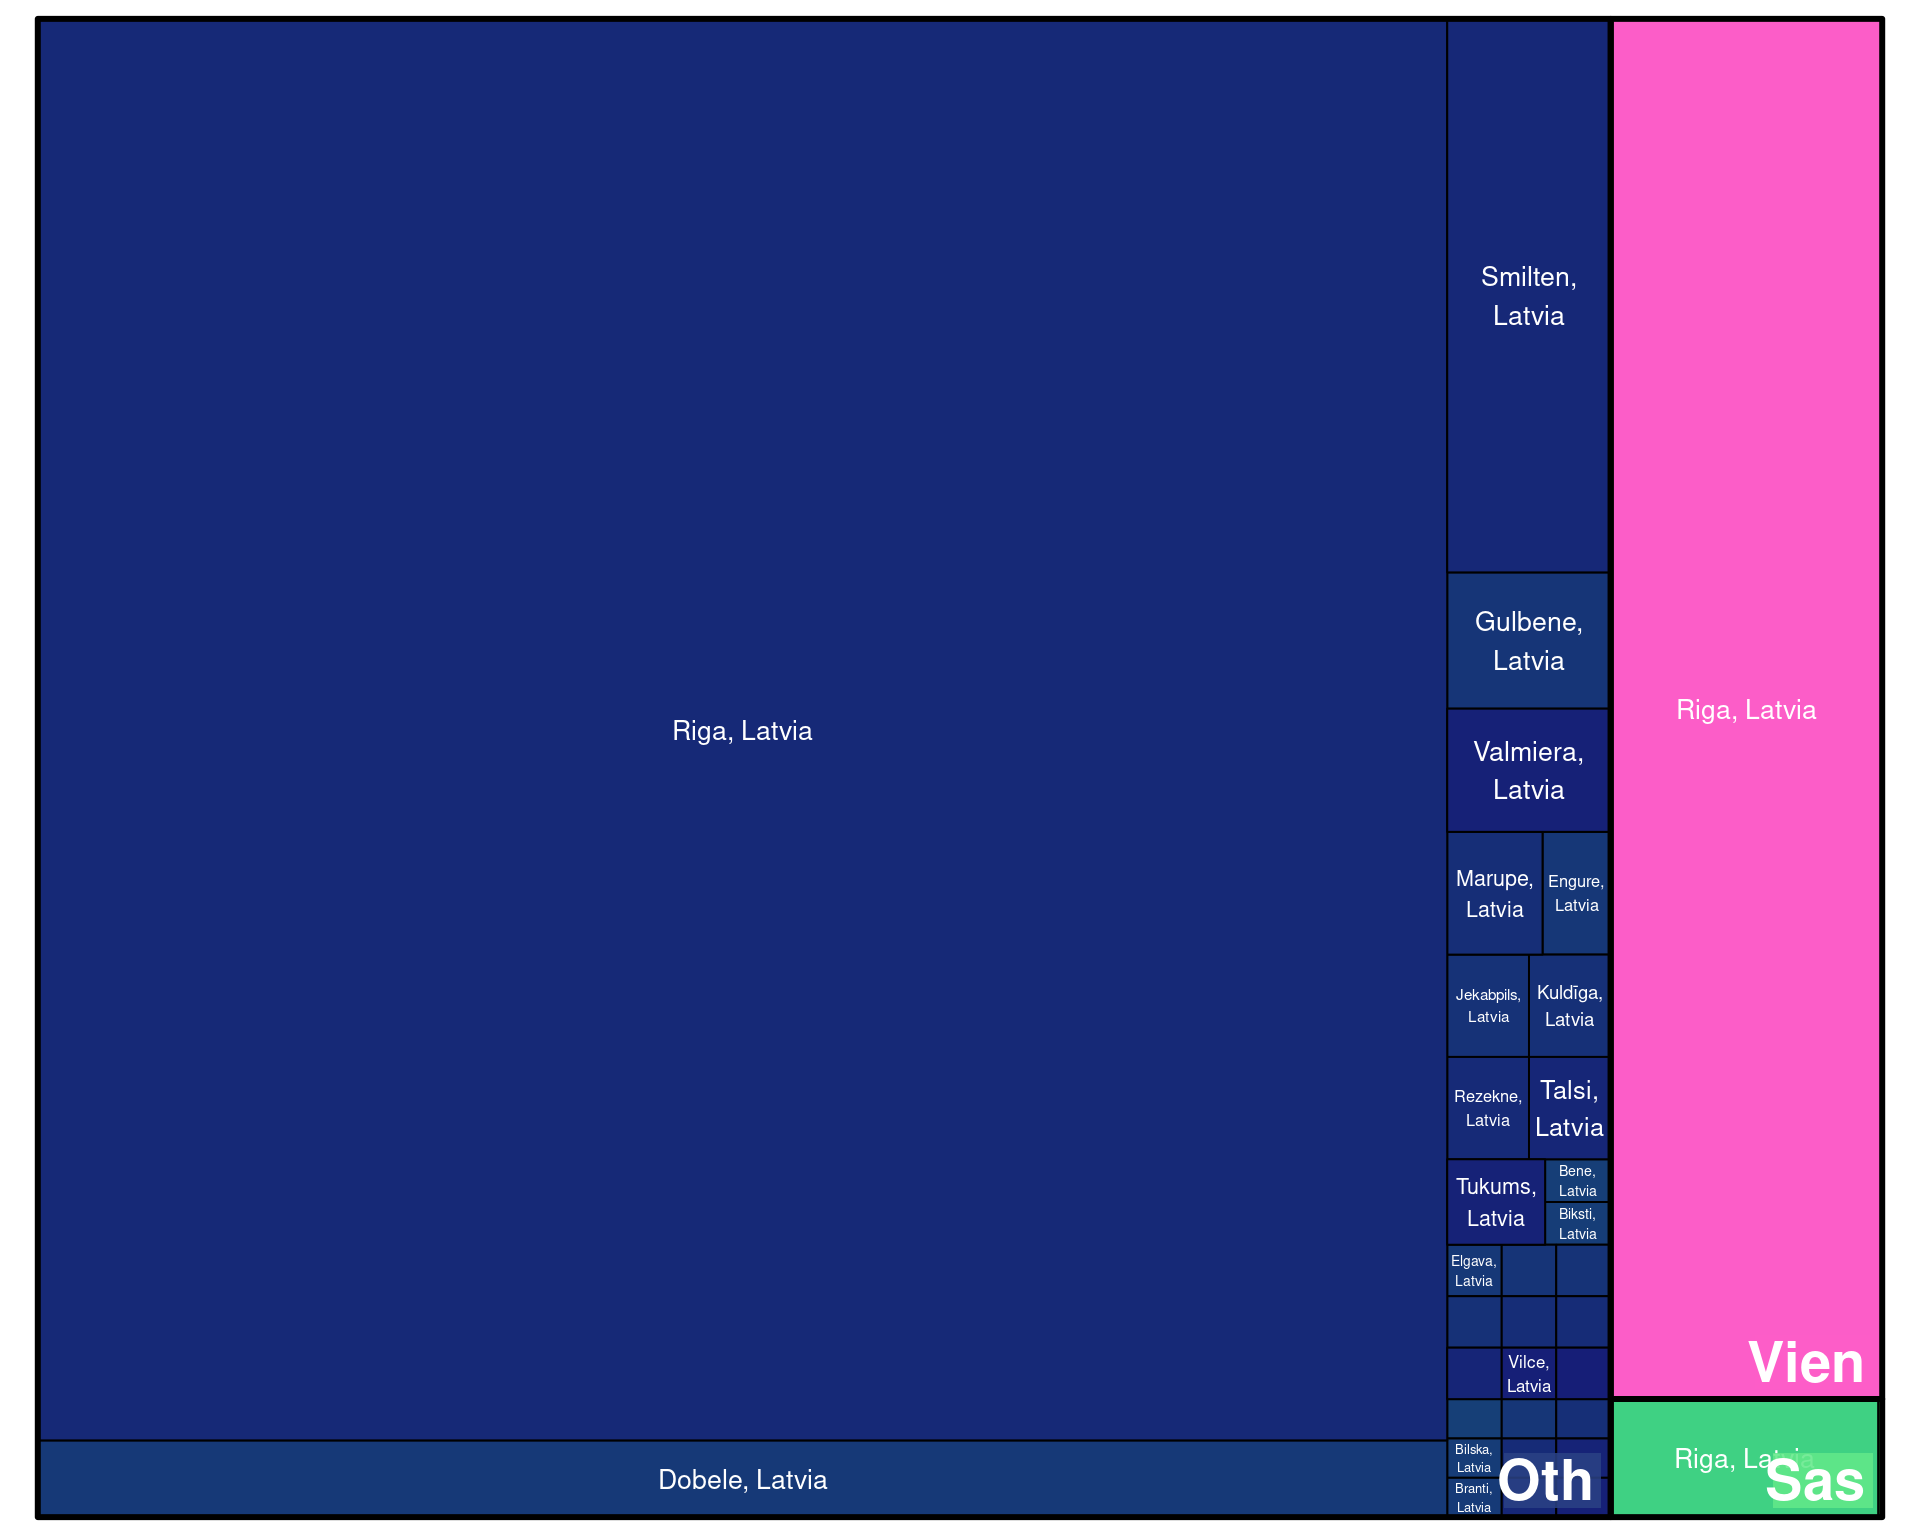 Riga, Latvia
Dobele, Latvia
Smilten,
Latvia
Gulbene,
Latvia
Valmiera,
Latvia
Marupe,
Latvia
Engure,
Latvia
Jekabpils,
Latvia
Kuldīga,
Latvia
Rezekne,
Latvia
Talsi,
Latvia
Tukums,
Latvia
Bene,
Latvia
Biksti,
Latvia
Elgava,
Latvia
Vilce,
Latvia
Bilska,
Latvia
Branti,
Latvia
Oth
Riga, Latvia
Vien
Riga, Latvia
Sas